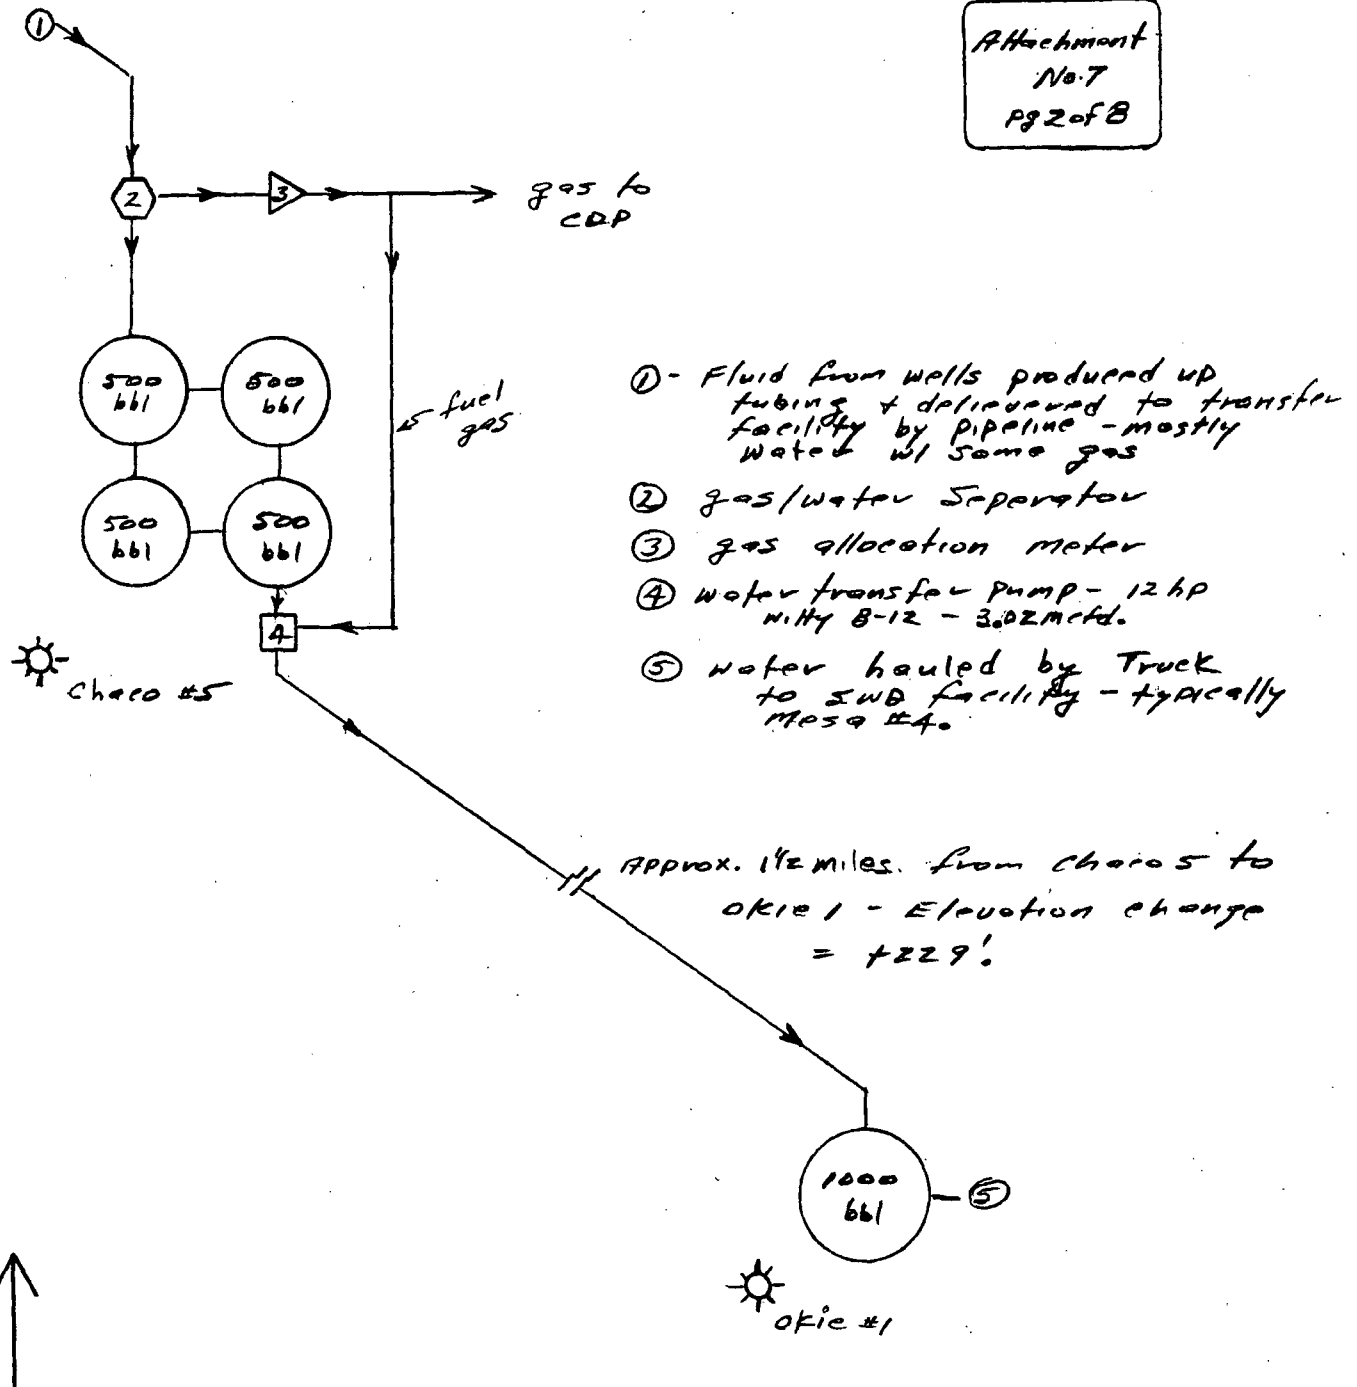 1
Attachment
No.7
pg 2 of 8
2
3
gas to
CDP
500
bbl
500
bbl
fuel
gas
500
bbl
500
bbl
4
Chaco #5
① - Fluid from wells produced up
tubing + delievered to transfer
facility by pipeline - mostly
water w/ some gas
② gas/water Seperator
③ gas allocation meter
④ water transfer pump - 12 hp
Witty B-12 - 3.02 mcfd.
⑤ water hauled by Truck
to SWD facility - typically
Mesa #4.
Approx. 1½ miles. from Chaco 5 to
Okie 1 - Elevation change
= +229'.
1000
bbl
5
Okie #1